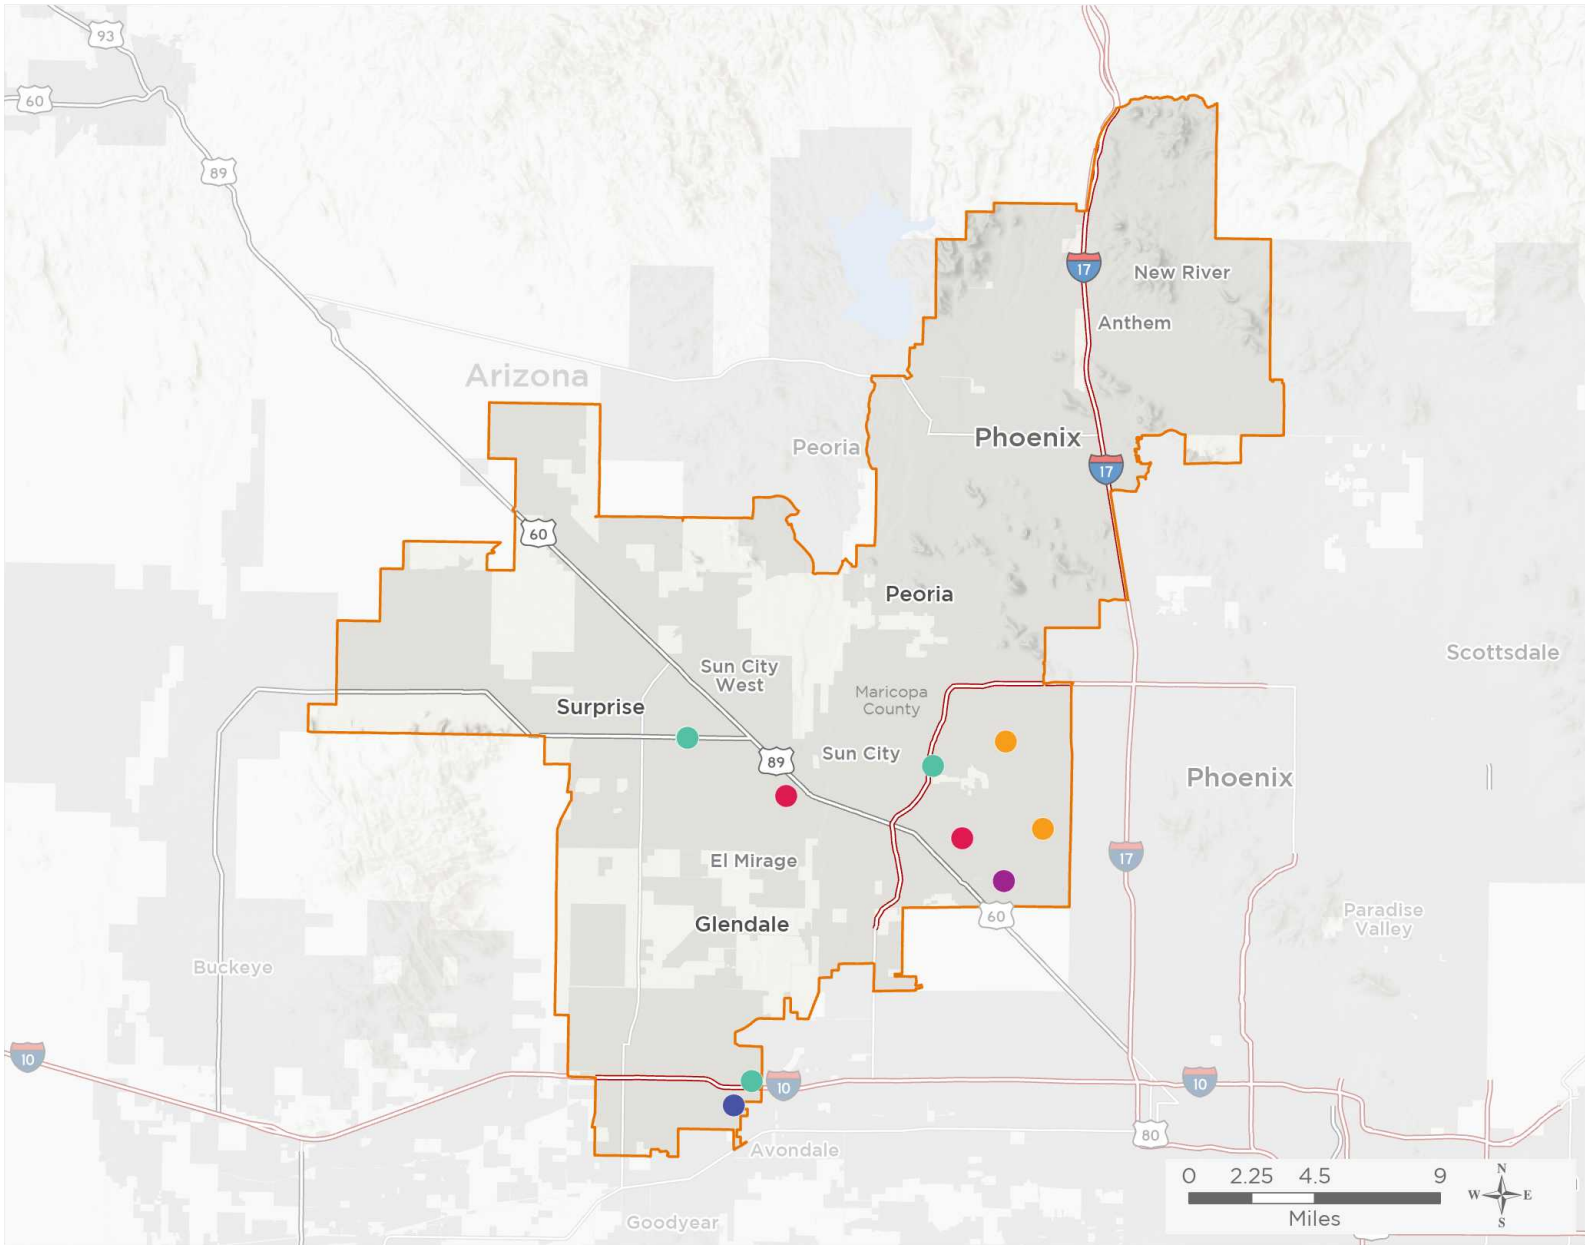 93
60
89
17
New River
Anthem
Arizona
Phoenix
Peoria
17
60
Peoria
Scottsdale
Sun City
West
Maricopa
County
Surprise
Sun City
89
Phoenix
El Mirage
17
Glendale
60
Paradise
Valley
Buckeye
10
10
10
80
Avondale
Goodyear
0 2.25 4.5 9
Miles
N
W E
S